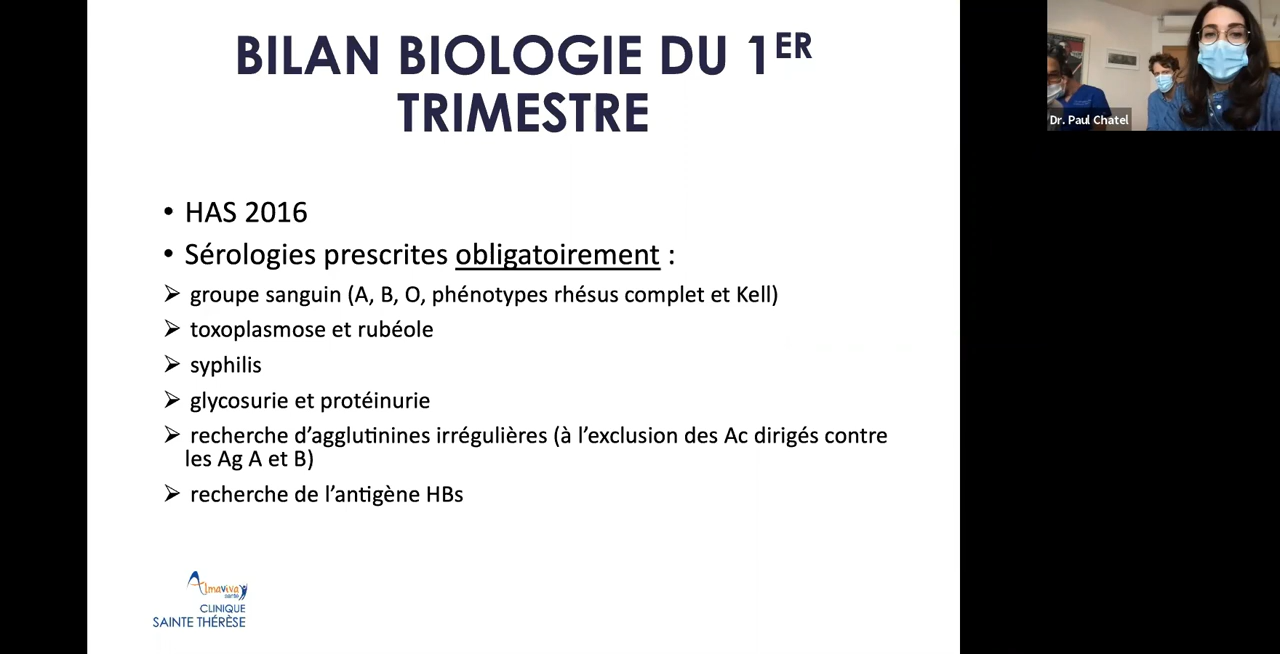 BILAN BIOLOGIE DU 1ER
TRIMESTRE
• HAS 2016
• Sérologies prescrites obligatoirement :
➢ groupe sanguin (A, B, O, phénotypes rhésus complet et Kell)
➢ toxoplasmose et rubéole
➢ syphilis
➢ glycosurie et protéinurie
➢ recherche d’agglutinines irrégulières (à l’exclusion des Ac dirigés contre
les Ag A et B)
➢ recherche de l’antigène HBs
Almaviva
santé
CLINIQUE
SAINTE THÉRÈSE
Dr. Paul Chatel